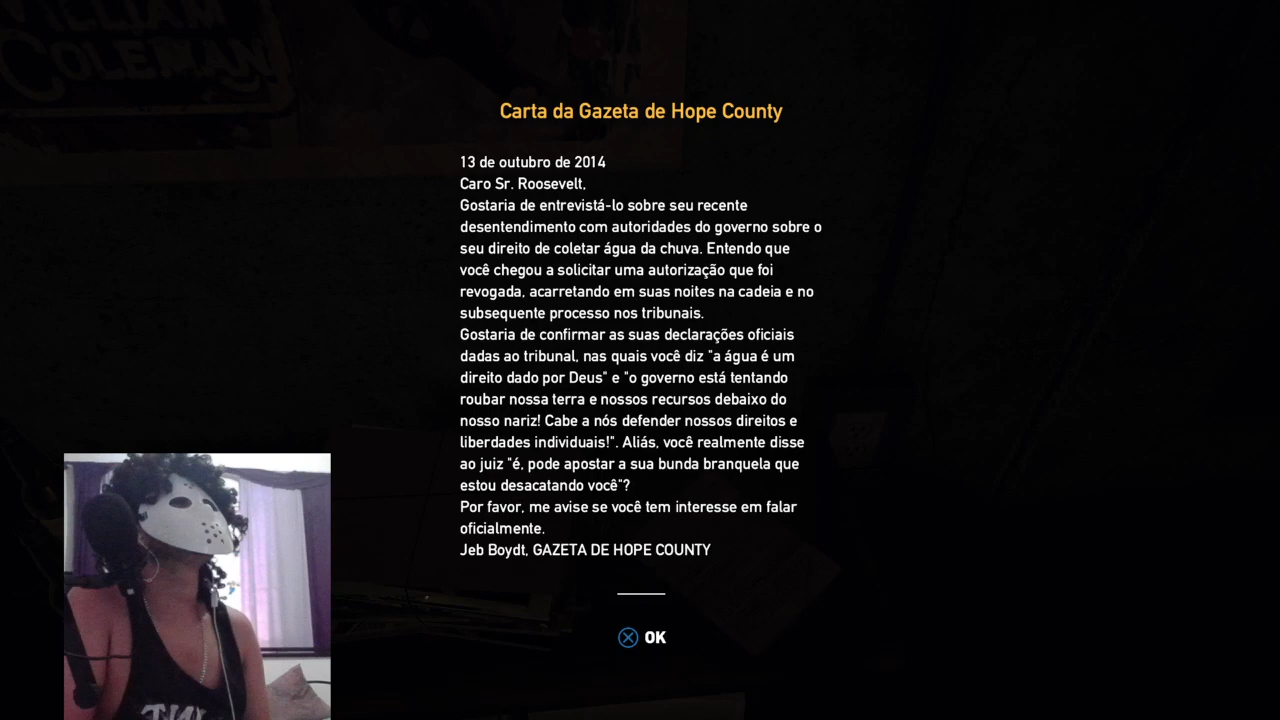 WILLIAM
COLEMAN
Carta da Gazeta de Hope County
13 de outubro de 2014
Caro Sr. Roosevelt,
Gostaria de entrevistá-lo sobre seu recente
desentendimento com autoridades do governo sobre o
seu direito de coletar água da chuva. Entendo que
você chegou a solicitar uma autorização que foi
revogada, acarretando em suas noites na cadeia e no
subsequente processo nos tribunais.
Gostaria de confirmar as suas declarações oficiais
dadas ao tribunal, nas quais você diz "a água é um
direito dado por Deus" e "o governo está tentando
roubar nossa terra e nossos recursos debaixo do
nosso nariz! Cabe a nós defender nossos direitos e
liberdades individuais!". Aliás, você realmente disse
ao juiz "é, pode apostar a sua bunda branquela que
estou desacatando você"?
Por favor, me avise se você tem interesse em falar
oficialmente.
Jeb Boydt, GAZETA DE HOPE COUNTY
OK